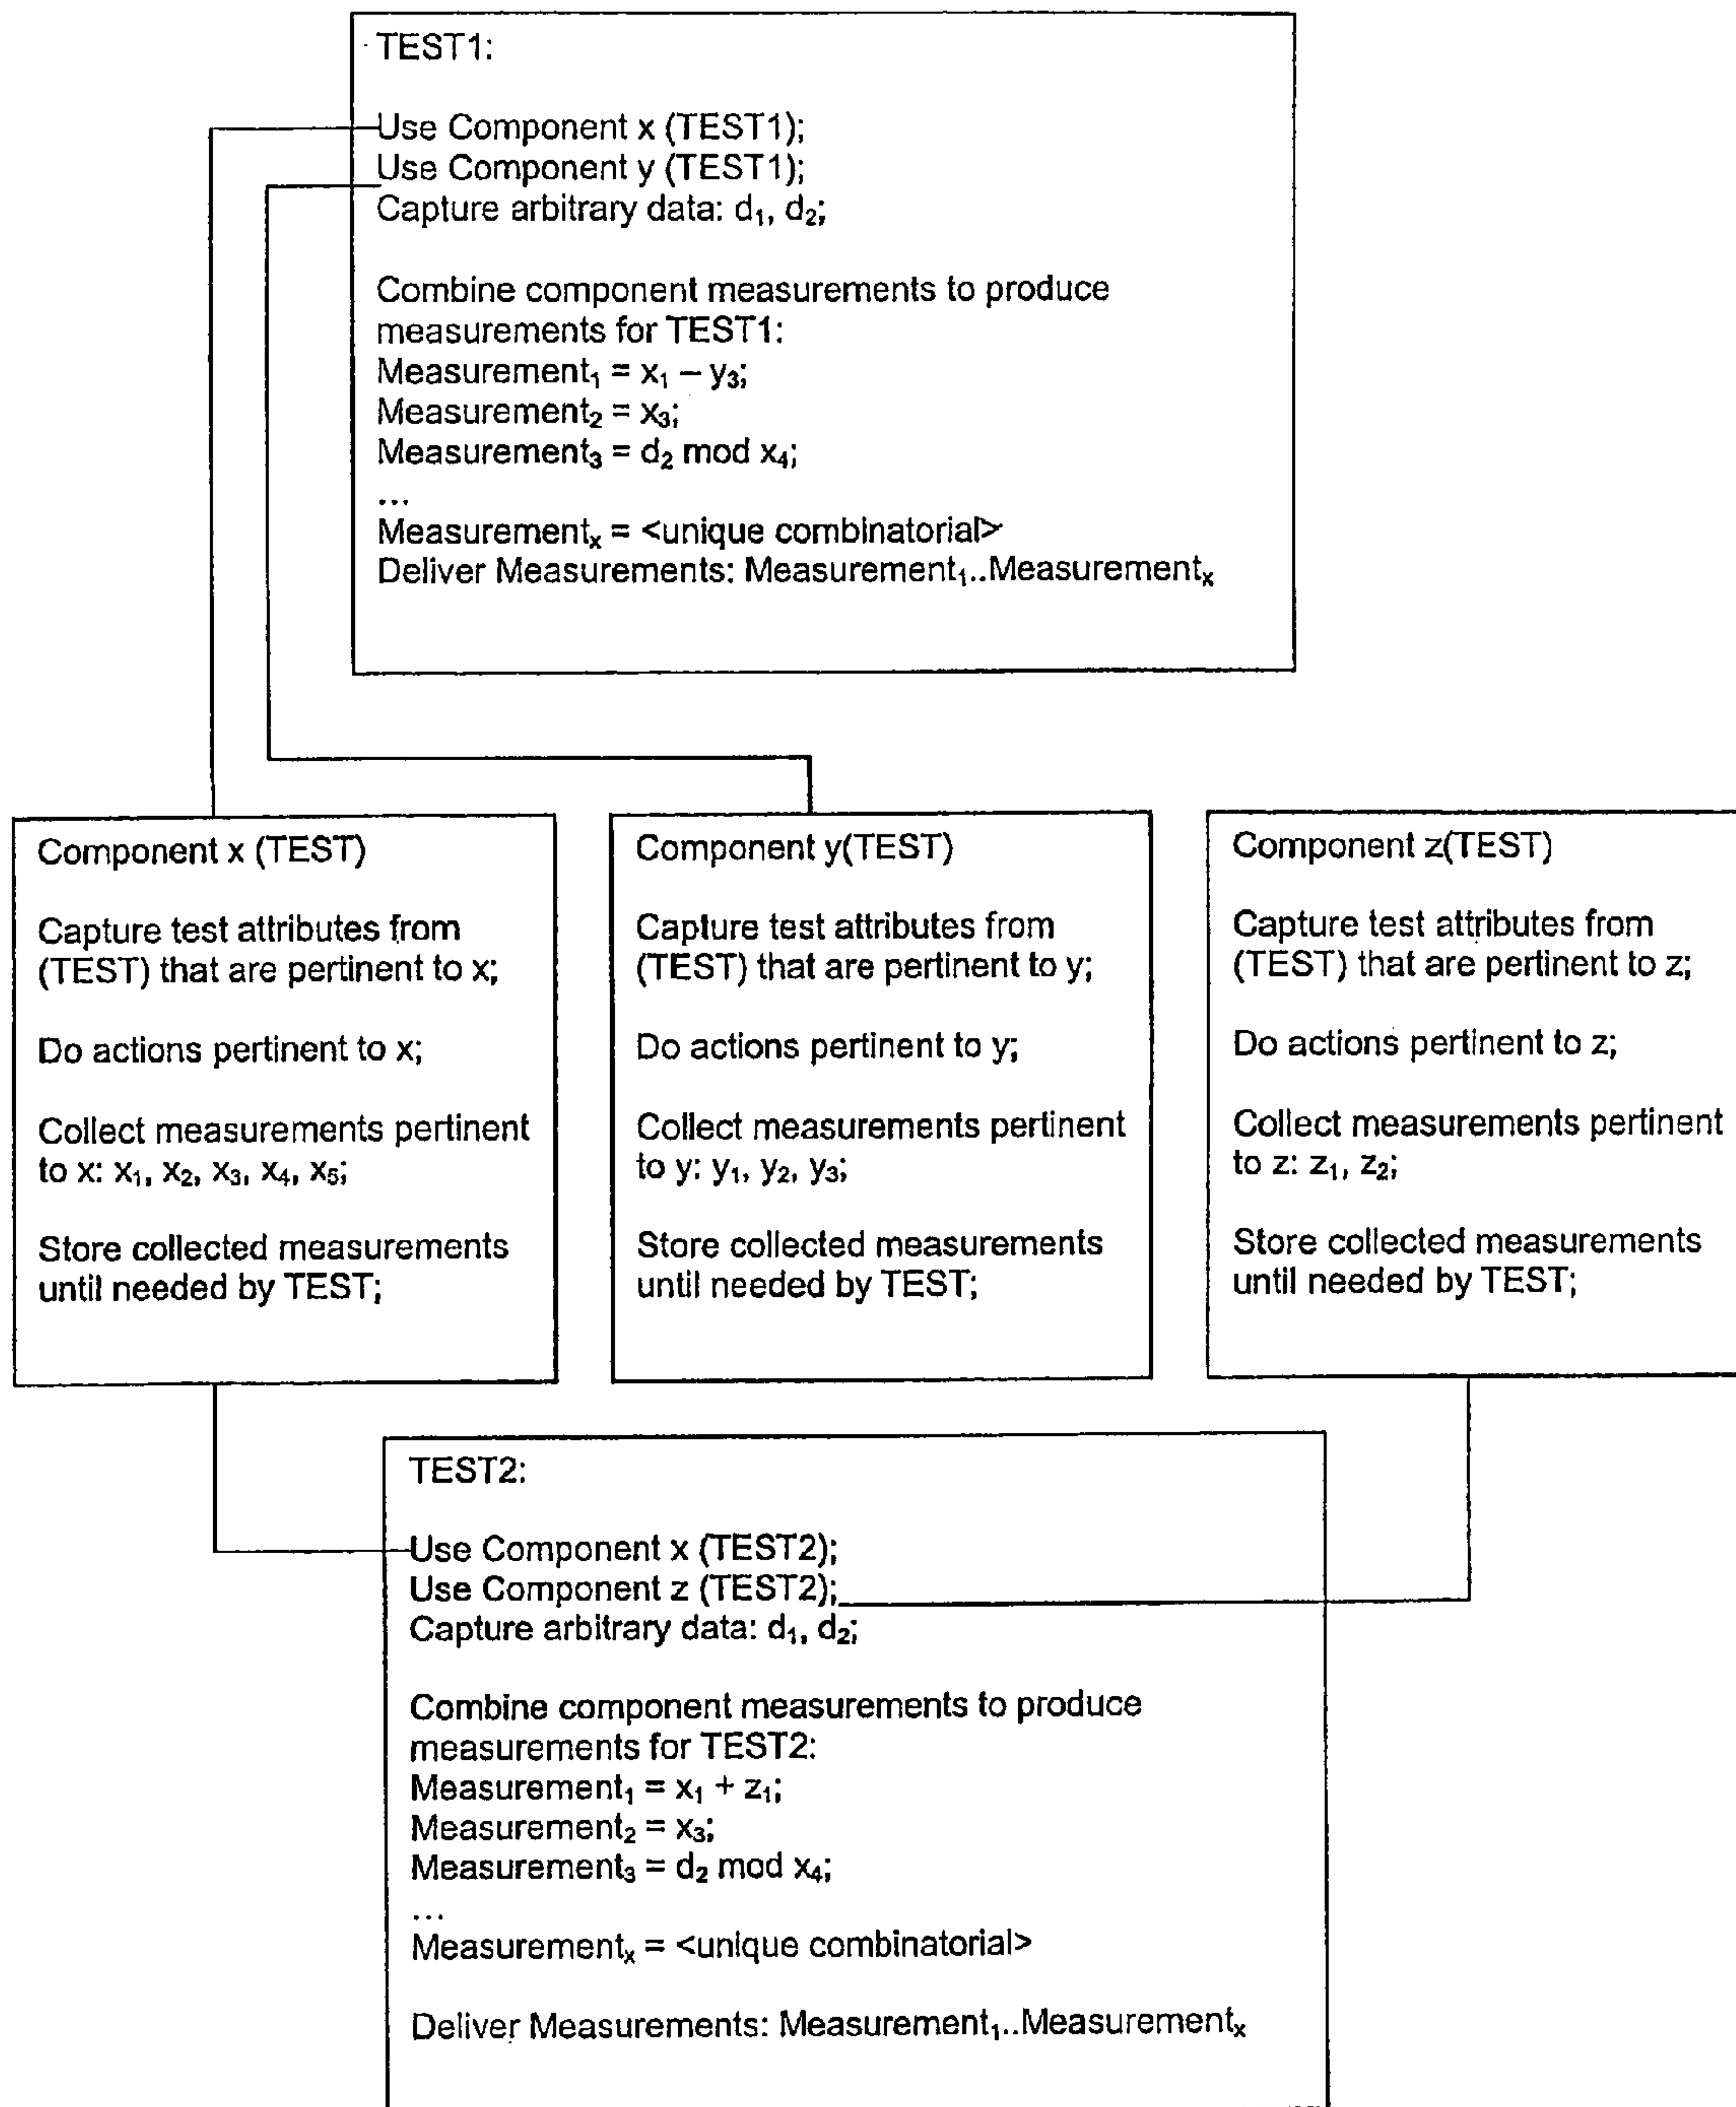 TEST1:
Use Component x (TEST1);
Use Component y (TEST1);
Capture arbitrary data: d₁, d₂;
Combine component measurements to produce
measurements for TEST1:
Measurement₁ = x₁ – y₃;
Measurement₂ = x₃;
Measurement₃ = d₂ mod x₄;
...
Measurementₓ = <unique combinatorial>
Deliver Measurements: Measurement₁..Measurementₓ
Component x (TEST)
Capture test attributes from
(TEST) that are pertinent to x;
Do actions pertinent to x;
Collect measurements pertinent
to x: x₁, x₂, x₃, x₄, x₅;
Store collected measurements
until needed by TEST;
Component y(TEST)
Capture test attributes from
(TEST) that are pertinent to y;
Do actions pertinent to y;
Collect measurements pertinent
to y: y₁, y₂, y₃;
Store collected measurements
until needed by TEST;
Component z(TEST)
Capture test attributes from
(TEST) that are pertinent to z;
Do actions pertinent to z;
Collect measurements pertinent
to z: z₁, z₂;
Store collected measurements
until needed by TEST;
TEST2:
Use Component x (TEST2);
Use Component z (TEST2);
Capture arbitrary data: d₁, d₂;
Combine component measurements to produce
measurements for TEST2:
Measurement₁ = x₁ + z₁;
Measurement₂ = x₃;
Measurement₃ = d₂ mod x₄;
...
Measurementₓ = <unique combinatorial>
Deliver Measurements: Measurement₁..Measurementₓ